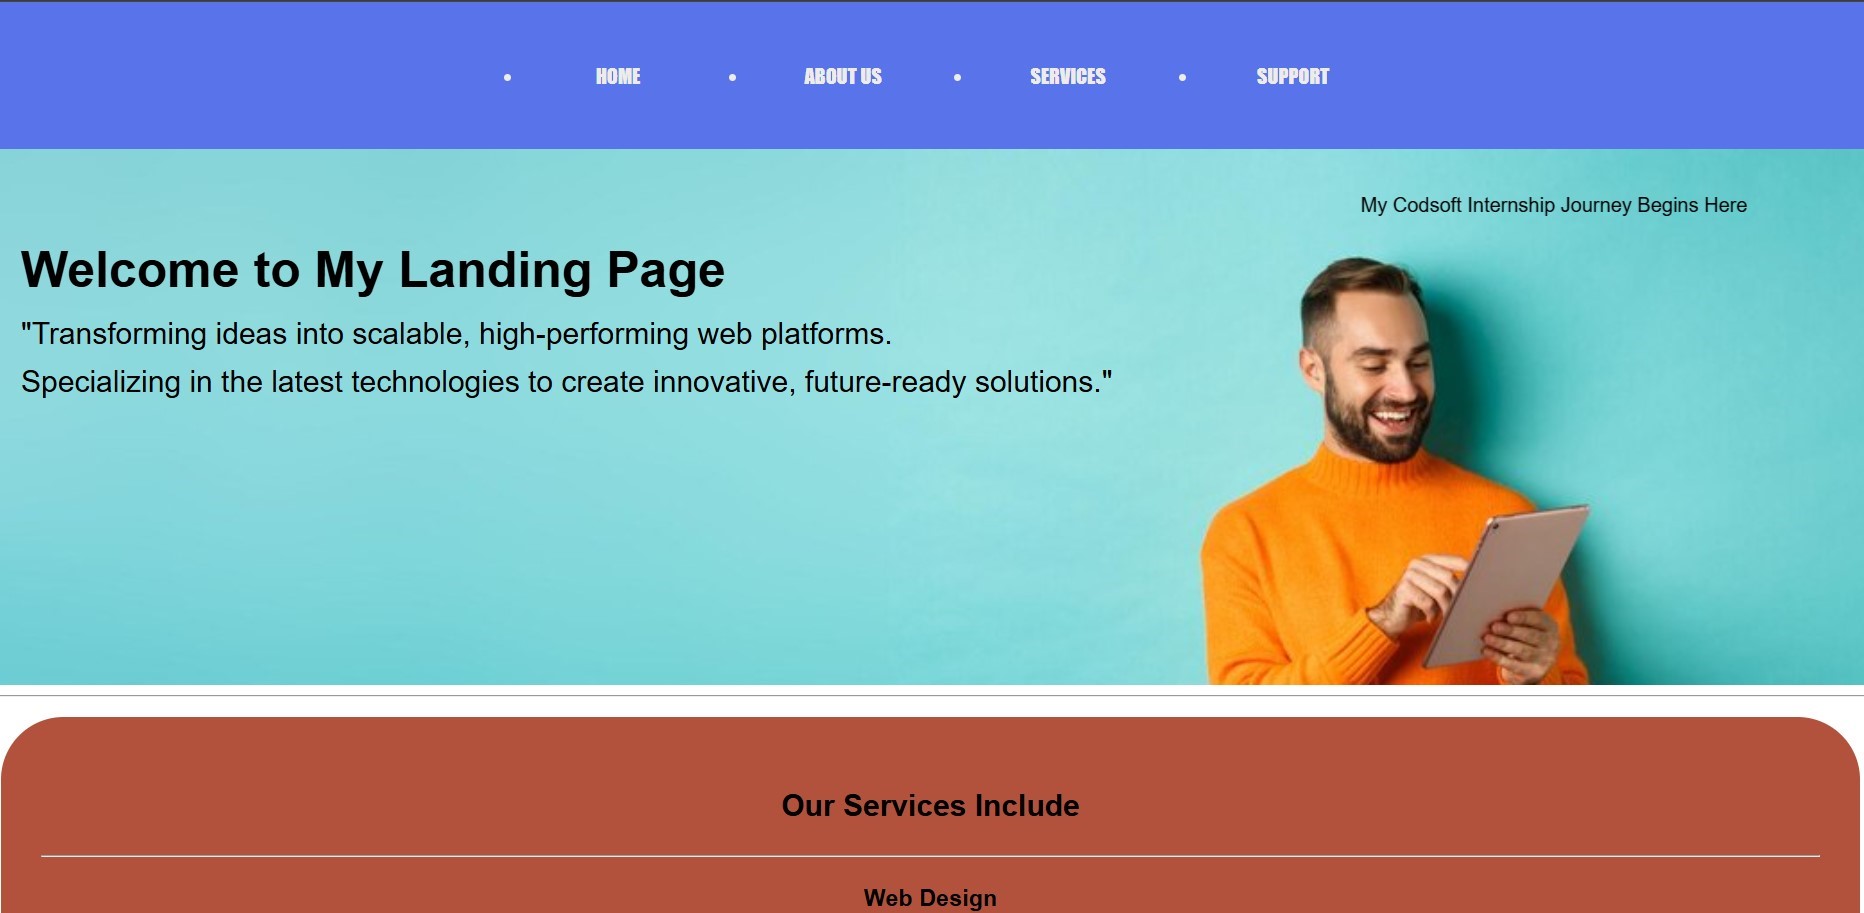 HOME ABOUT US SERVICES SUPPORT
My Codsoft Internship Journey Begins Here
Welcome to My Landing Page
"Transforming ideas into scalable, high-performing web platforms.
Specializing in the latest technologies to create innovative, future-ready solutions."
Our Services Include
Web Design